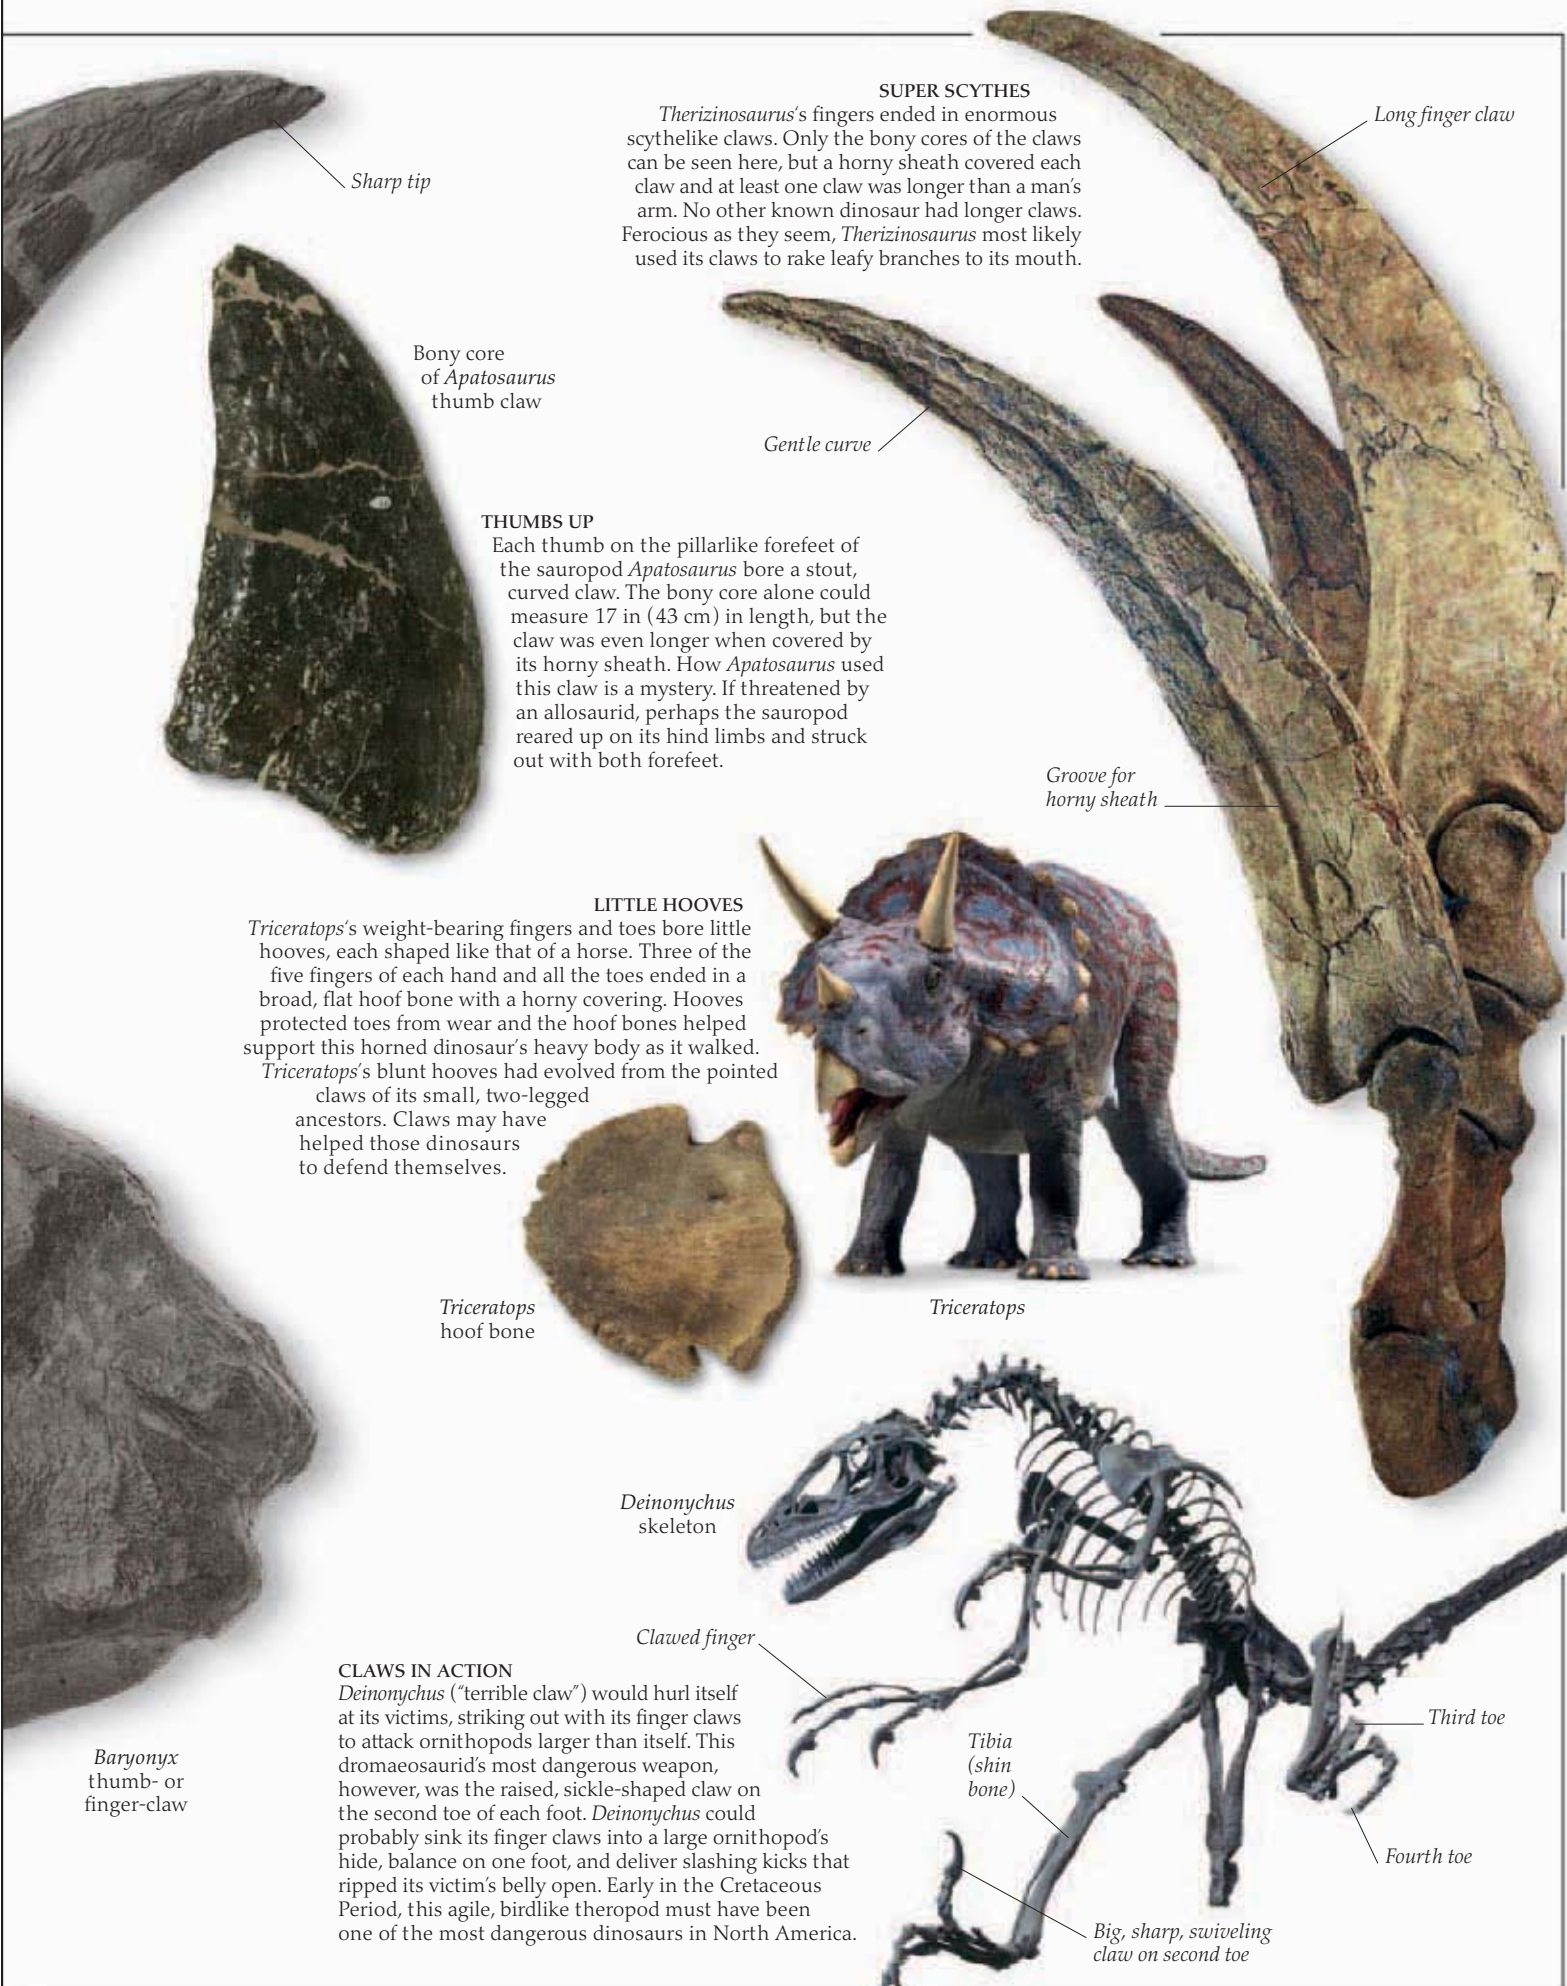 SUPER SCYTHES
Therizinosaurus's fingers ended in enormous
scythelike claws. Only the bony cores of the claws
can be seen here, but a horny sheath covered each
claw and at least one claw was longer than a man's
arm. No other known dinosaur had longer claws.
Ferocious as they seem, Therizinosaurus most likely
used its claws to rake leafy branches to its mouth.
Long finger claw
Sharp tip
Bony core
of Apatosaurus
thumb claw
Gentle curve
THUMBS UP
Each thumb on the pillarlike forefeet of
the sauropod Apatosaurus bore a stout,
curved claw. The bony core alone could
measure 17 in (43 cm) in length, but the
claw was even longer when covered by
its horny sheath. How Apatosaurus used
this claw is a mystery. If threatened by
an allosaurid, perhaps the sauropod
reared up on its hind limbs and struck
out with both forefeet.
Groove for
horny sheath
LITTLE HOOVES
Triceratops's weight-bearing fingers and toes bore little
hooves, each shaped like that of a horse. Three of the
five fingers of each hand and all the toes ended in a
broad, flat hoof bone with a horny covering. Hooves
protected toes from wear and the hoof bones helped
support this horned dinosaur's heavy body as it walked.
Triceratops's blunt hooves had evolved from the pointed
claws of its small, two-legged
ancestors. Claws may have
helped those dinosaurs
to defend themselves.
Triceratops
hoof bone
Triceratops
Deinonychus
skeleton
Clawed finger
CLAWS IN ACTION
Deinonychus ("terrible claw") would hurl itself
at its victims, striking out with its finger claws
to attack ornithopods larger than itself. This
dromaeosaurid's most dangerous weapon,
however, was the raised, sickle-shaped claw on
the second toe of each foot. Deinonychus could
probably sink its finger claws into a large ornithopod's
hide, balance on one foot, and deliver slashing kicks that
ripped its victim's belly open. Early in the Cretaceous
Period, this agile, birdlike theropod must have been
one of the most dangerous dinosaurs in North America.
Baryonyx
thumb- or
finger-claw
Tibia
(shin
bone)
Third toe
Fourth toe
Big, sharp, swiveling
claw on second toe